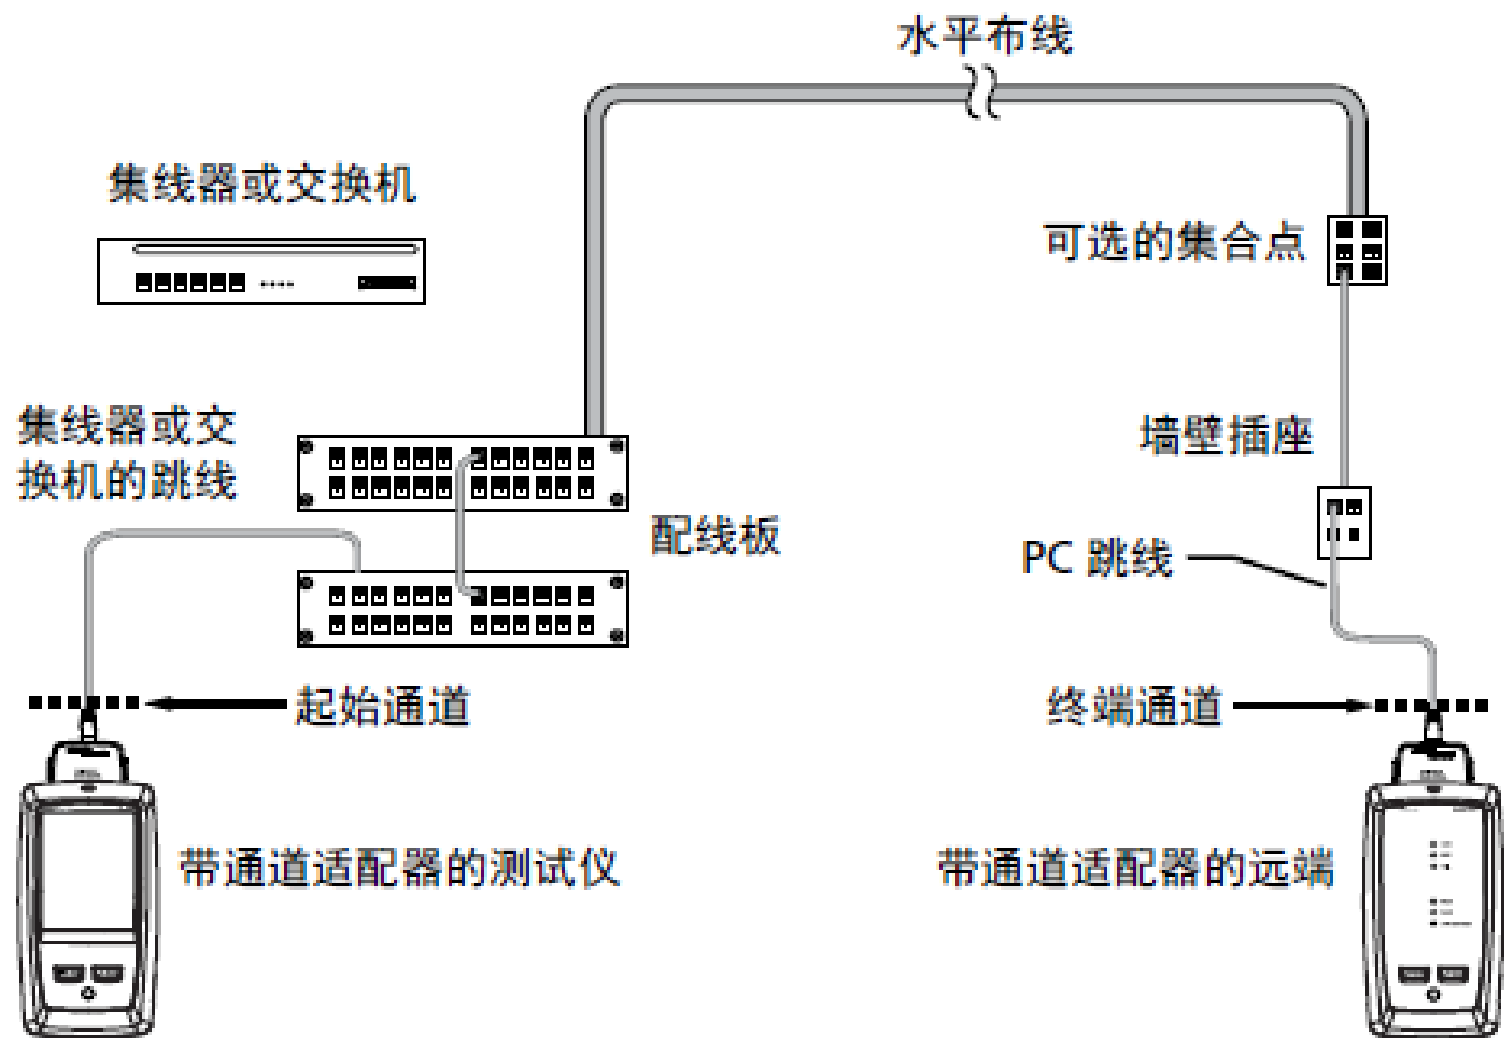 水平布线
集线器或交换机
可选的集合点
集线器或交
换机的跳线
墙壁插座
配线板
PC 跳线
起始通道
终端通道
带通道适配器的测试仪
带通道适配器的远端